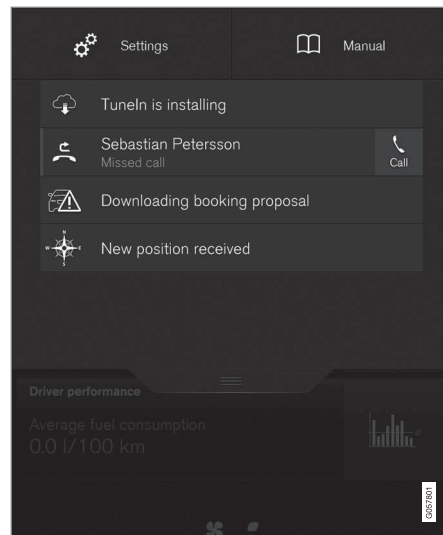 Settings
Manual
TuneIn is installing
Sebastian Petersson
Missed call
Call
Downloading booking proposal
N
W
E
S
New position received
Driver performance
Average fuel consumption
0.0 l/100 km
G057801